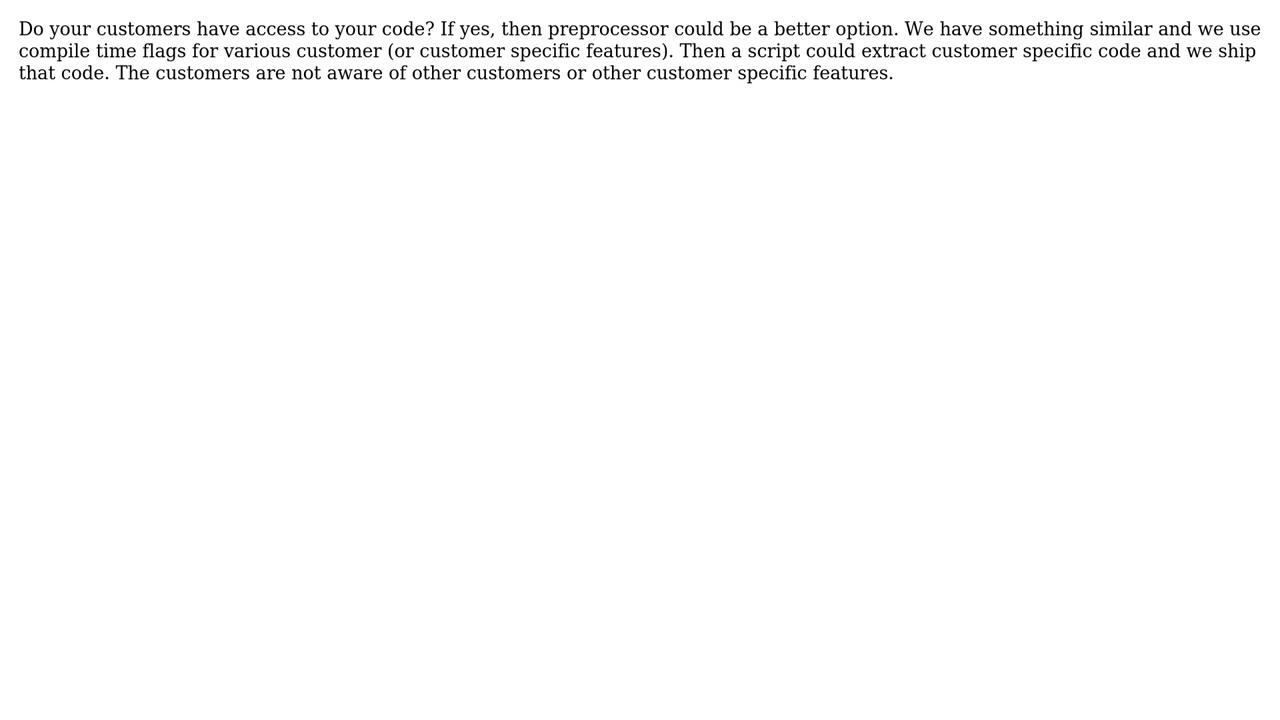 Do your customers have access to your code? If yes, then preprocessor could be a better option. We have something similar and we use
compile time flags for various customer (or customer specific features). Then a script could extract customer specific code and we ship
that code. The customers are not aware of other customers or other customer specific features.